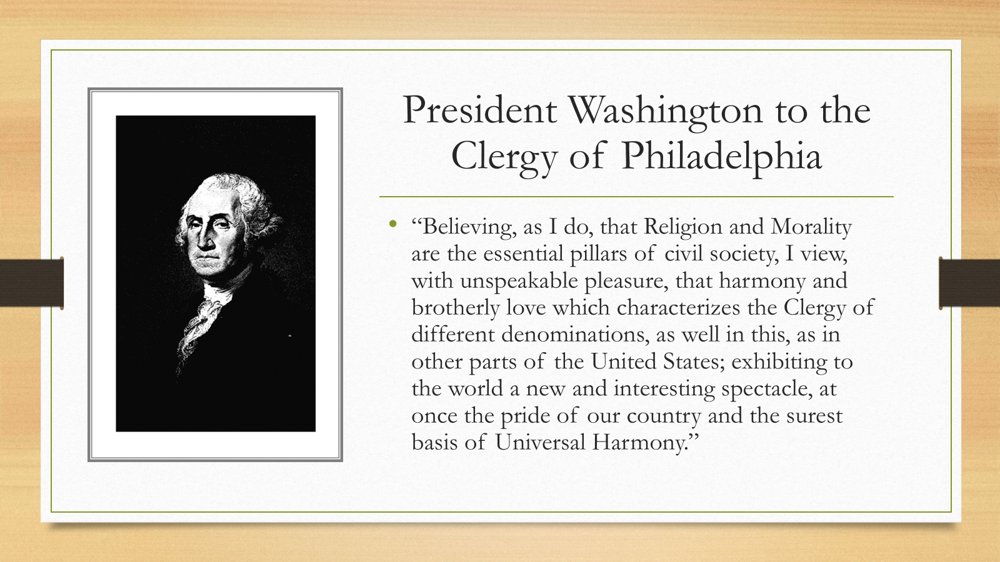 President Washington to the
Clergy of Philadelphia
• “Believing, as I do, that Religion and Morality
are the essential pillars of civil society, I view,
with unspeakable pleasure, that harmony and
brotherly love which characterizes the Clergy of
different denominations, as well in this, as in
other parts of the United States; exhibiting to
the world a new and interesting spectacle, at
once the pride of our country and the surest
basis of Universal Harmony.”